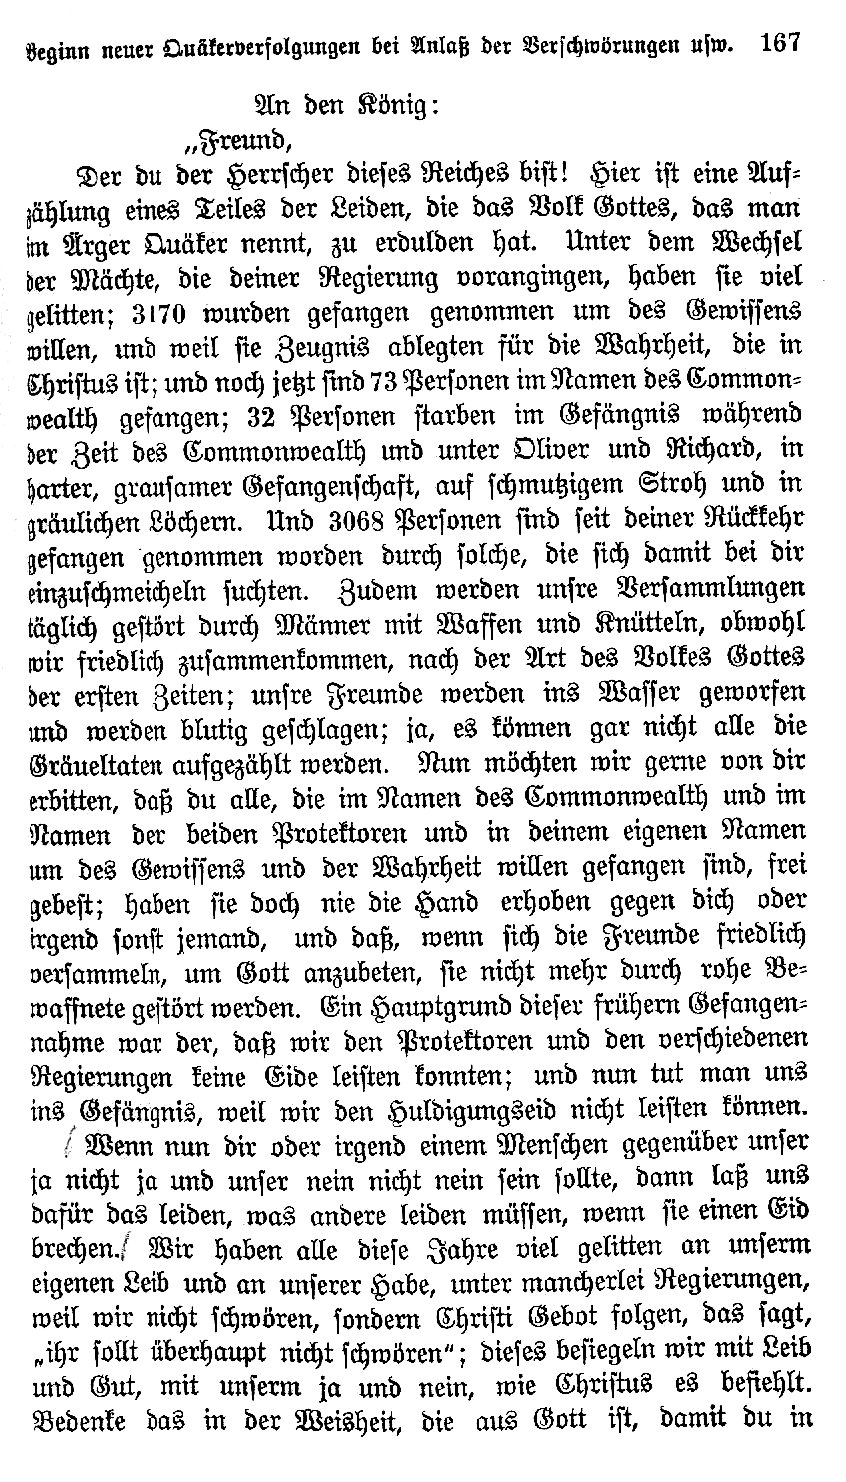 Beginn neuer Quäkerverfolgungen bei Anlaß der Verschwörungen usw. 167
An den König:
„Freund,
Der du der Herrscher dieses Reiches bist! Hier ist eine Auf-
zählung eines Teiles der Leiden, die das Volk Gottes, das man
im Ärger Quäker nennt, zu erdulden hat. Unter dem Wechsel
der Mächte, die deiner Regierung vorangingen, haben sie viel
gelitten; 3170 wurden gefangen genommen um des Gewissens
willen, und weil sie Zeugnis ablegten für die Wahrheit, die in
Christus ist; und noch jetzt sind 73 Personen im Namen des Common-
wealth gefangen; 32 Personen starben im Gefängnis während
der Zeit des Commonwealth und unter Oliver und Richard, in
harter, grausamer Gefangenschaft, auf schmutzigem Stroh und in
gräulichen Löchern. Und 3068 Personen sind seit deiner Rückkehr
gefangen genommen worden durch solche, die sich damit bei dir
einzuschmeicheln suchten. Zudem werden unsre Versammlungen
täglich gestört durch Männer mit Waffen und Knütteln, obwohl
wir friedlich zusammenkommen, nach der Art des Volkes Gottes
der ersten Zeiten; unsre Freunde werden ins Wasser geworfen
und werden blutig geschlagen; ja, es können gar nicht alle die
Gräueltaten aufgezählt werden. Nun möchten wir gerne von dir
erbitten, daß du alle, die im Namen des Commonwealth und im
Namen der beiden Protektoren und in deinem eigenen Namen
um des Gewissens und der Wahrheit willen gefangen sind, frei
gebest; haben sie doch nie die Hand erhoben gegen dich oder
irgend sonst jemand, und daß, wenn sich die Freunde friedlich
versammeln, um Gott anzubeten, sie nicht mehr durch rohe Be-
waffnete gestört werden. Ein Hauptgrund dieser frühern Gefangen-
nahme war der, daß wir den Protektoren und den verschiedenen
Regierungen keine Eide leisten konnten; und nun tut man uns
ins Gefängnis, weil wir den Huldigungseid nicht leisten können.
Wenn nun dir oder irgend einem Menschen gegenüber unser
ja nicht ja und unser nein nicht nein sein sollte, dann laß uns
dafür das leiden, was andere leiden müssen, wenn sie einen Eid
brechen. Wir haben alle diese Jahre viel gelitten an unserm
eigenen Leib und an unserer Habe, unter mancherlei Regierungen,
weil wir nicht schwören, sondern Christi Gebot folgen, das sagt,
„ihr sollt überhaupt nicht schwören“; dieses besiegeln wir mit Leib
und Gut, mit unserm ja und nein, wie Christus es befiehlt.
Bedenke das in der Weisheit, die aus Gott ist, damit du in